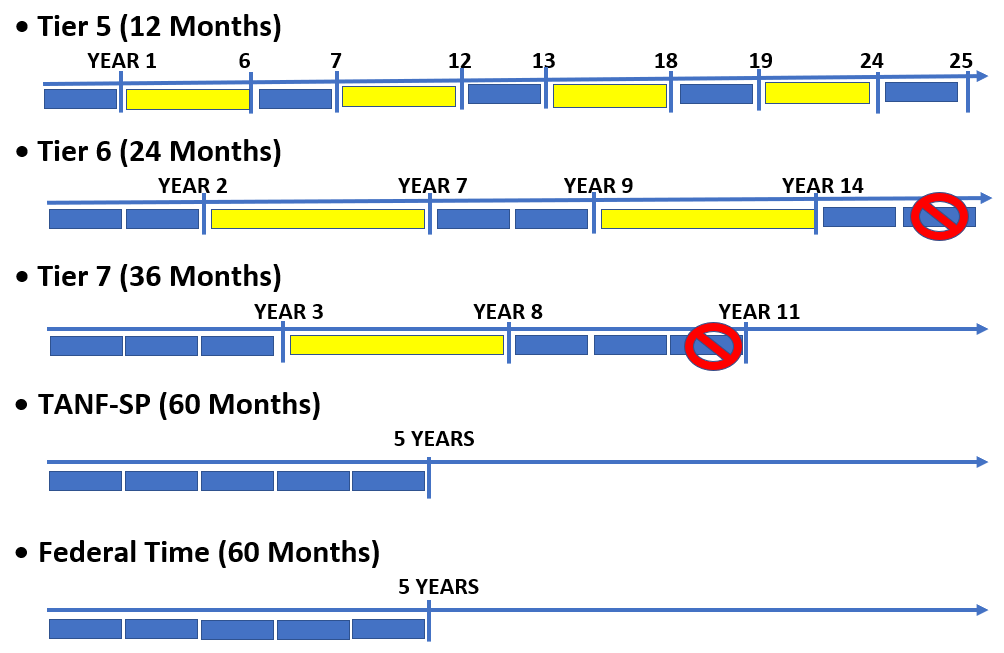 • Tier 5 (12 Months)
YEAR 1 6 7 12 13 18 19 24 25
• Tier 6 (24 Months)
YEAR 2 YEAR 7 YEAR 9 YEAR 14
• Tier 7 (36 Months)
YEAR 3 YEAR 8 YEAR 11
• TANF-SP (60 Months)
5 YEARS
• Federal Time (60 Months)
5 YEARS